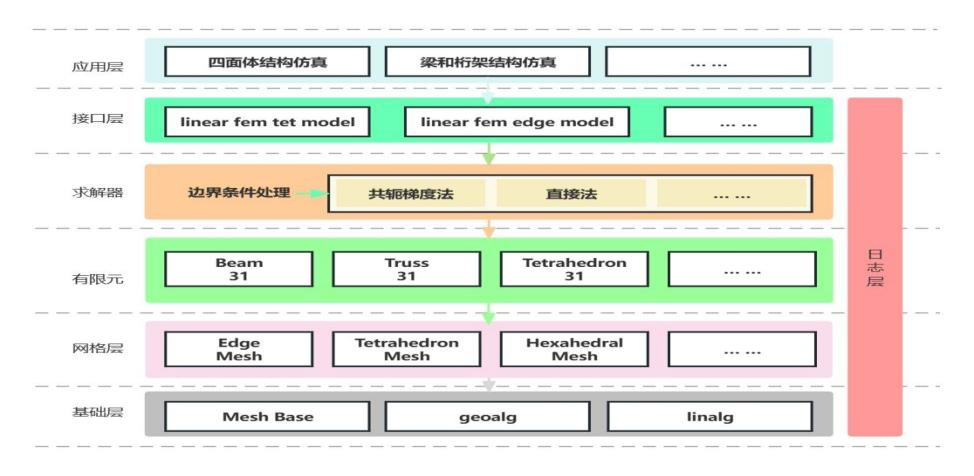 应用层
四面体结构仿真
梁和桁架结构仿真
... ...
接口层
linear fem tet model
linear fem edge model
... ...
求解器
边界条件处理
共轭梯度法
直接法
... ...
有限元
Beam
31
Truss
31
Tetrahedron
31
... ...
网格层
Edge
Mesh
Tetrahedron
Mesh
Hexahedral
Mesh
... ...
基础层
Mesh Base
geoalg
linalg
日志层